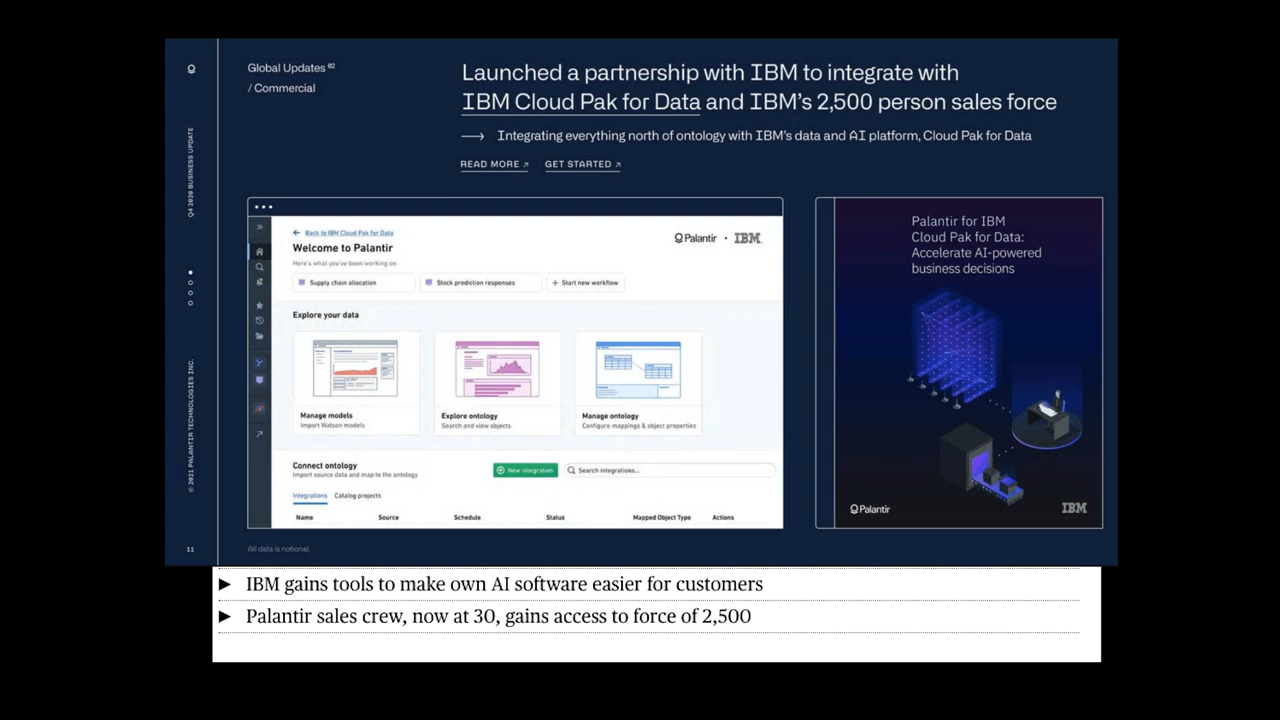 Global Updates 02
/ Commercial
Launched a partnership with IBM to integrate with
IBM Cloud Pak for Data and IBM's 2,500 person sales force
→ Integrating everything north of ontology with IBM's data and AI platform, Cloud Pak for Data
READ MORE ↗ GET STARTED ↗
Q4 2020 BUSINESS UPDATE
© 2021 PALANTIR TECHNOLOGIES INC.
11
← Back to IBM Cloud Pak for Data
Welcome to Palantir
Palantir · IBM
Here's what you've been working on
Supply chain allocation
Stock prediction responses
+ Start new workflow
Explore your data
Manage models
Import Watson models
Explore ontology
Search and view objects
Manage ontology
Configure mappings & object properties
Connect ontology
Import source data and map to the ontology
New integration
Search integrations...
Integrations Catalog projects
Name Source Schedule Status Mapped Object Type Actions
Palantir for IBM
Cloud Pak for Data:
Accelerate AI-powered
business decisions
Palantir
IBM
All data is notional.
► IBM gains tools to make own AI software easier for customers
► Palantir sales crew, now at 30, gains access to force of 2,500